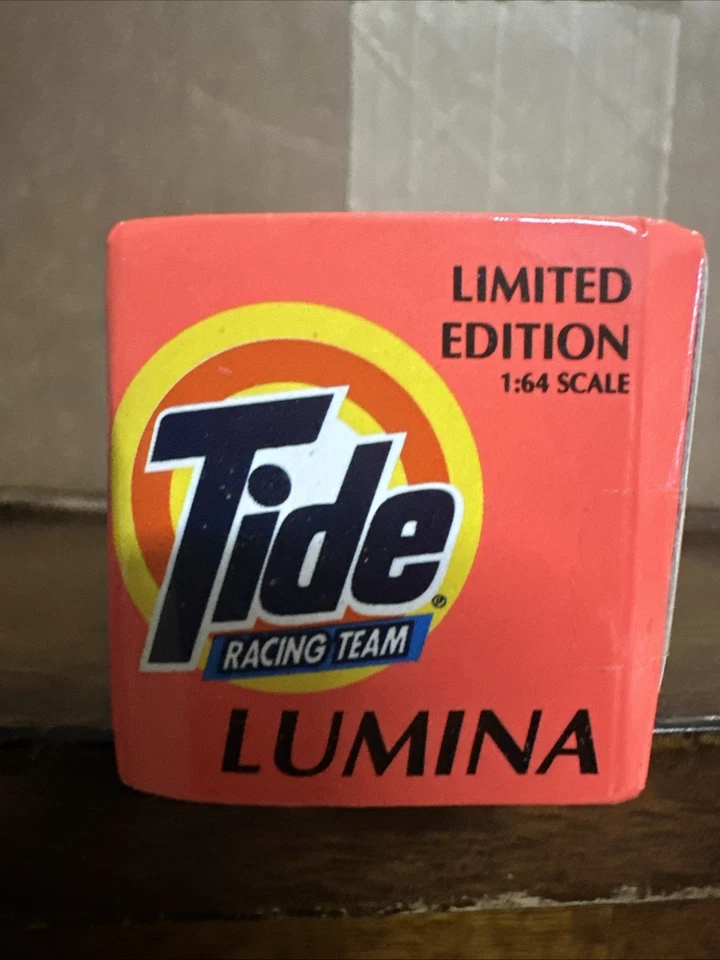 LIMITED
EDITION
1:64 SCALE
Tide®
RACING TEAM
LUMINA